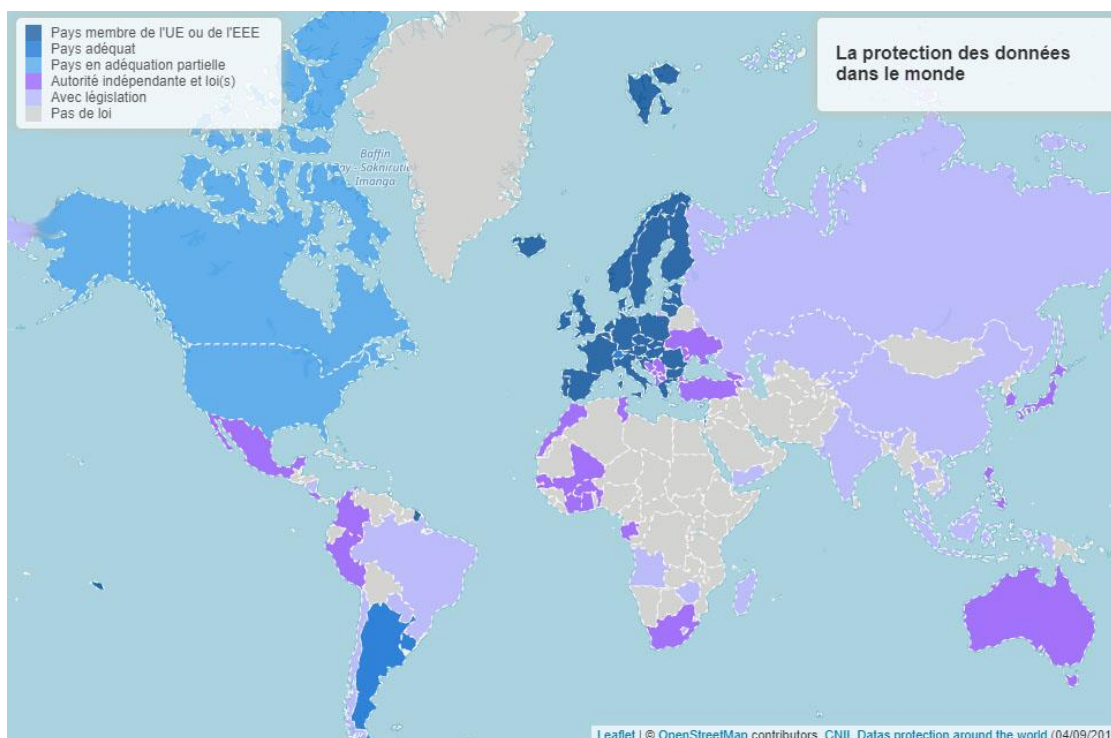 Pays membre de l'UE ou de l'EEE
Pays adéquat
Pays en adéquation partielle
Autorité indépendante et loi(s)
Avec législation
Pas de loi
La protection des données
dans le monde
Baffin
Saknirutia
Imanga
Leaflet | © OpenStreetMap contributors, CNIL, Datas protection around the world (04/09/201